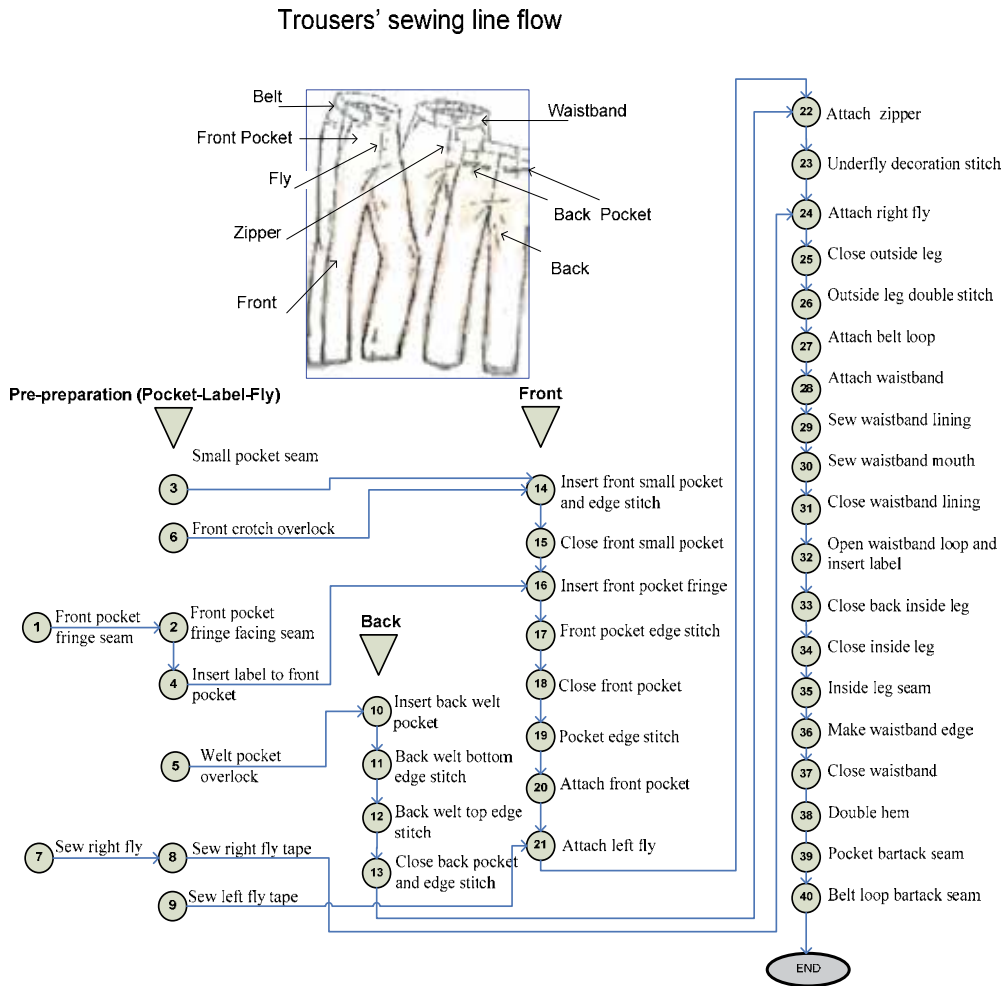 Trousers’ sewing line flow
Belt
Front Pocket
Fly
Zipper
Front
Waistband
Back Pocket
Back
Pre-preparation (Pocket-Label-Fly)
Small pocket seam
3
6
Front crotch overlock
1
Front pocket
fringe seam
2
Front pocket
fringe facing seam
4
Insert label to front
pocket
5
Welt pocket
overlock
7
Sew right fly
8
Sew right fly tape
9
Sew left fly tape
Back
10
Insert back welt
pocket
11
Back welt bottom
edge stitch
12
Back welt top edge
stitch
13
Close back pocket
and edge stitch
Front
14
Insert front small pocket
and edge stitch
15
Close front small pocket
16
Insert front pocket fringe
17
Front pocket edge stitch
18
Close front pocket
19
Pocket edge stitch
20
Attach front pocket
21
Attach left fly
22
Attach zipper
23
Underfly decoration stitch
24
Attach right fly
25
Close outside leg
26
Outside leg double stitch
27
Attach belt loop
28
Attach waistband
29
Sew waistband lining
30
Sew waistband mouth
31
Close waistband lining
32
Open waistband loop and
insert label
33
Close back inside leg
34
Close inside leg
35
Inside leg seam
36
Make waistband edge
37
Close waistband
38
Double hem
39
Pocket bartack seam
40
Belt loop bartack seam
END